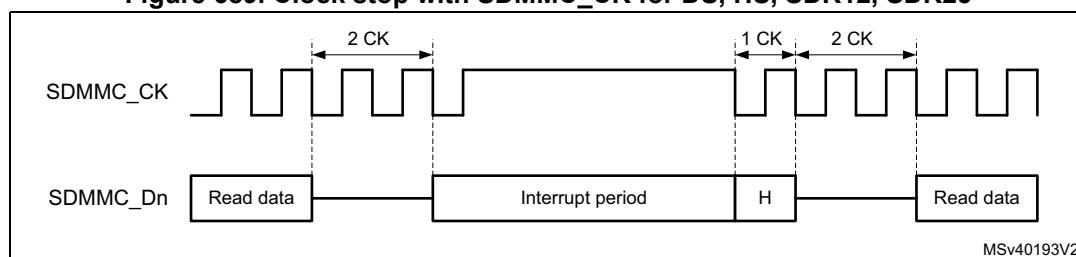 Figure 685. Clock stop with SDMMC_CK for DS, HS, SDR12, SDR25
2 CK 1 CK 2 CK
SDMMC_CK
SDMMC_Dn Read data Interrupt period H Read data
MSv40193V2